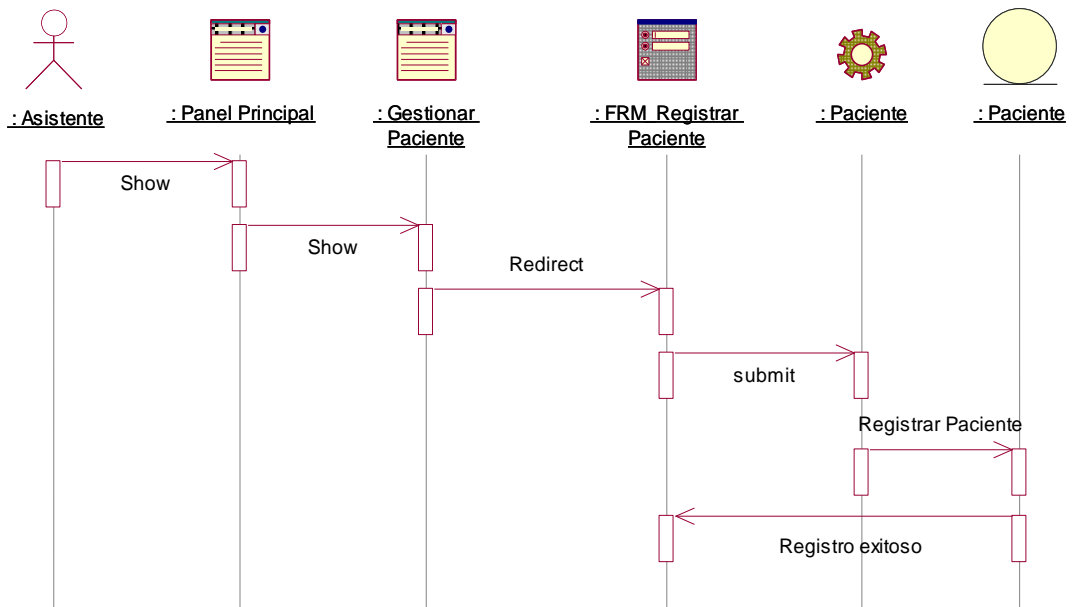 : Asistente
: Panel Principal
: Gestionar
Paciente
: FRM_Registrar
Paciente
: Paciente
: Paciente
Show
Show
Redirect
submit
Registrar Paciente
Registro exitoso